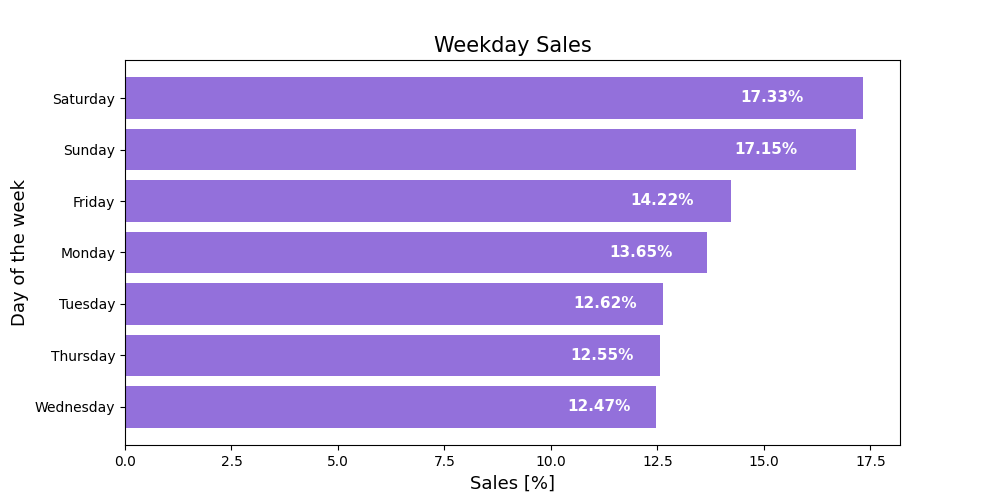 Weekday Sales
Day of the week
Saturday 17.33%
Sunday 17.15%
Friday 14.22%
Monday 13.65%
Tuesday 12.62%
Thursday 12.55%
Wednesday 12.47%
0.0 2.5 5.0 7.5 10.0 12.5 15.0 17.5
Sales [%]